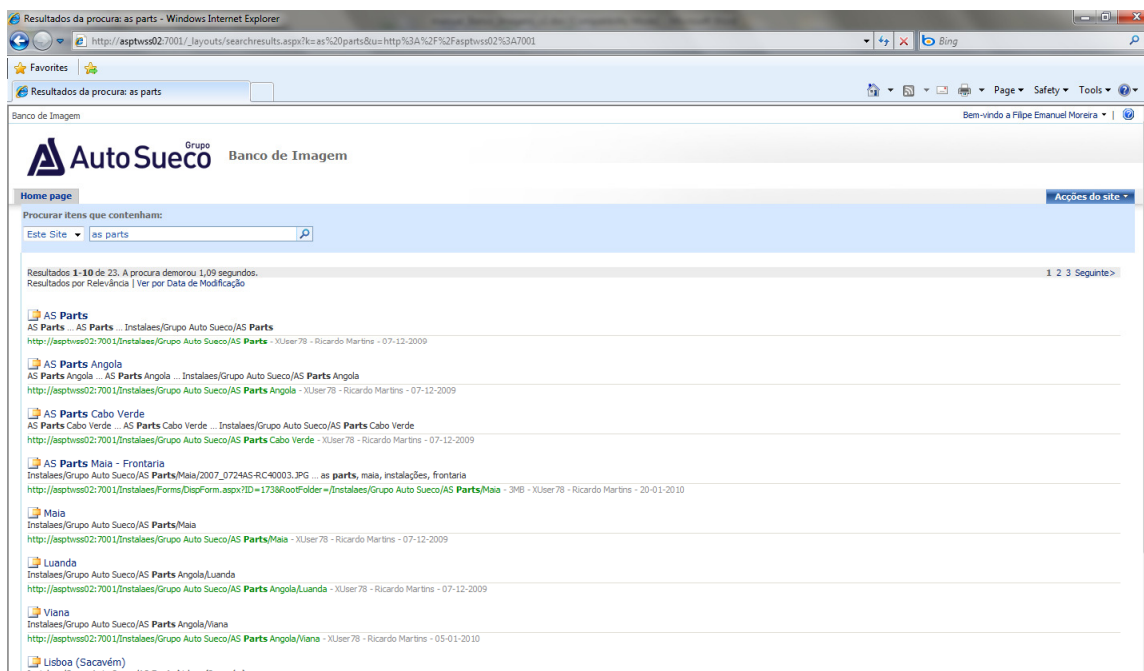 Resultados da procura: as parts - Windows Internet Explorer
http://asptwss02:7001/_layouts/searchresults.aspx?k=as%20parts&u=http%3A%2F%2Fasptwss02%3A7001
Bing
Favorites
Resultados da procura: as parts
Page Safety Tools
Banco de Imagem
Bem-vindo a Filipe Emanuel Moreira
Grupo
Auto Sueco
Banco de Imagem
Home page
Acções do site
Procurar itens que contenham:
Este Site as parts
Resultados 1-10 de 23. A procura demorou 1,09 segundos.
1 2 3 Seguinte>
Resultados por Relevância | Ver por Data de Modificação
AS Parts
AS Parts ... AS Parts ... Instalaes/Grupo Auto Sueco/AS Parts
http://asptwss02:7001/Instalaes/Grupo Auto Sueco/AS Parts - XUser78 - Ricardo Martins - 07-12-2009
AS Parts Angola
AS Parts Angola ... AS Parts Angola ... Instalaes/Grupo Auto Sueco/AS Parts Angola
http://asptwss02:7001/Instalaes/Grupo Auto Sueco/AS Parts Angola - XUser78 - Ricardo Martins - 07-12-2009
AS Parts Cabo Verde
AS Parts Cabo Verde ... AS Parts Cabo Verde ... Instalaes/Grupo Auto Sueco/AS Parts Cabo Verde
http://asptwss02:7001/Instalaes/Grupo Auto Sueco/AS Parts Cabo Verde - XUser78 - Ricardo Martins - 07-12-2009
AS Parts Maia - Frontaria
Instalaes/Grupo Auto Sueco/AS Parts/Maia/2007_0724AS-RC40003.JPG ... as parts, maia, instalações, frontaria
http://asptwss02:7001/Instalaes/Forms/DispForm.aspx?ID=173&RootFolder=/Instalaes/Grupo Auto Sueco/AS Parts/Maia - 3MB - XUser78 - Ricardo Martins - 20-01-2010
Maia
Instalaes/Grupo Auto Sueco/AS Parts/Maia
http://asptwss02:7001/Instalaes/Grupo Auto Sueco/AS Parts/Maia - XUser78 - Ricardo Martins - 07-12-2009
Luanda
Instalaes/Grupo Auto Sueco/AS Parts Angola/Luanda
http://asptwss02:7001/Instalaes/Grupo Auto Sueco/AS Parts Angola/Luanda - XUser78 - Ricardo Martins - 07-12-2009
Viana
Instalaes/Grupo Auto Sueco/AS Parts Angola/Viana
http://asptwss02:7001/Instalaes/Grupo Auto Sueco/AS Parts Angola/Viana - XUser78 - Ricardo Martins - 05-01-2010
Lisboa (Sacavém)